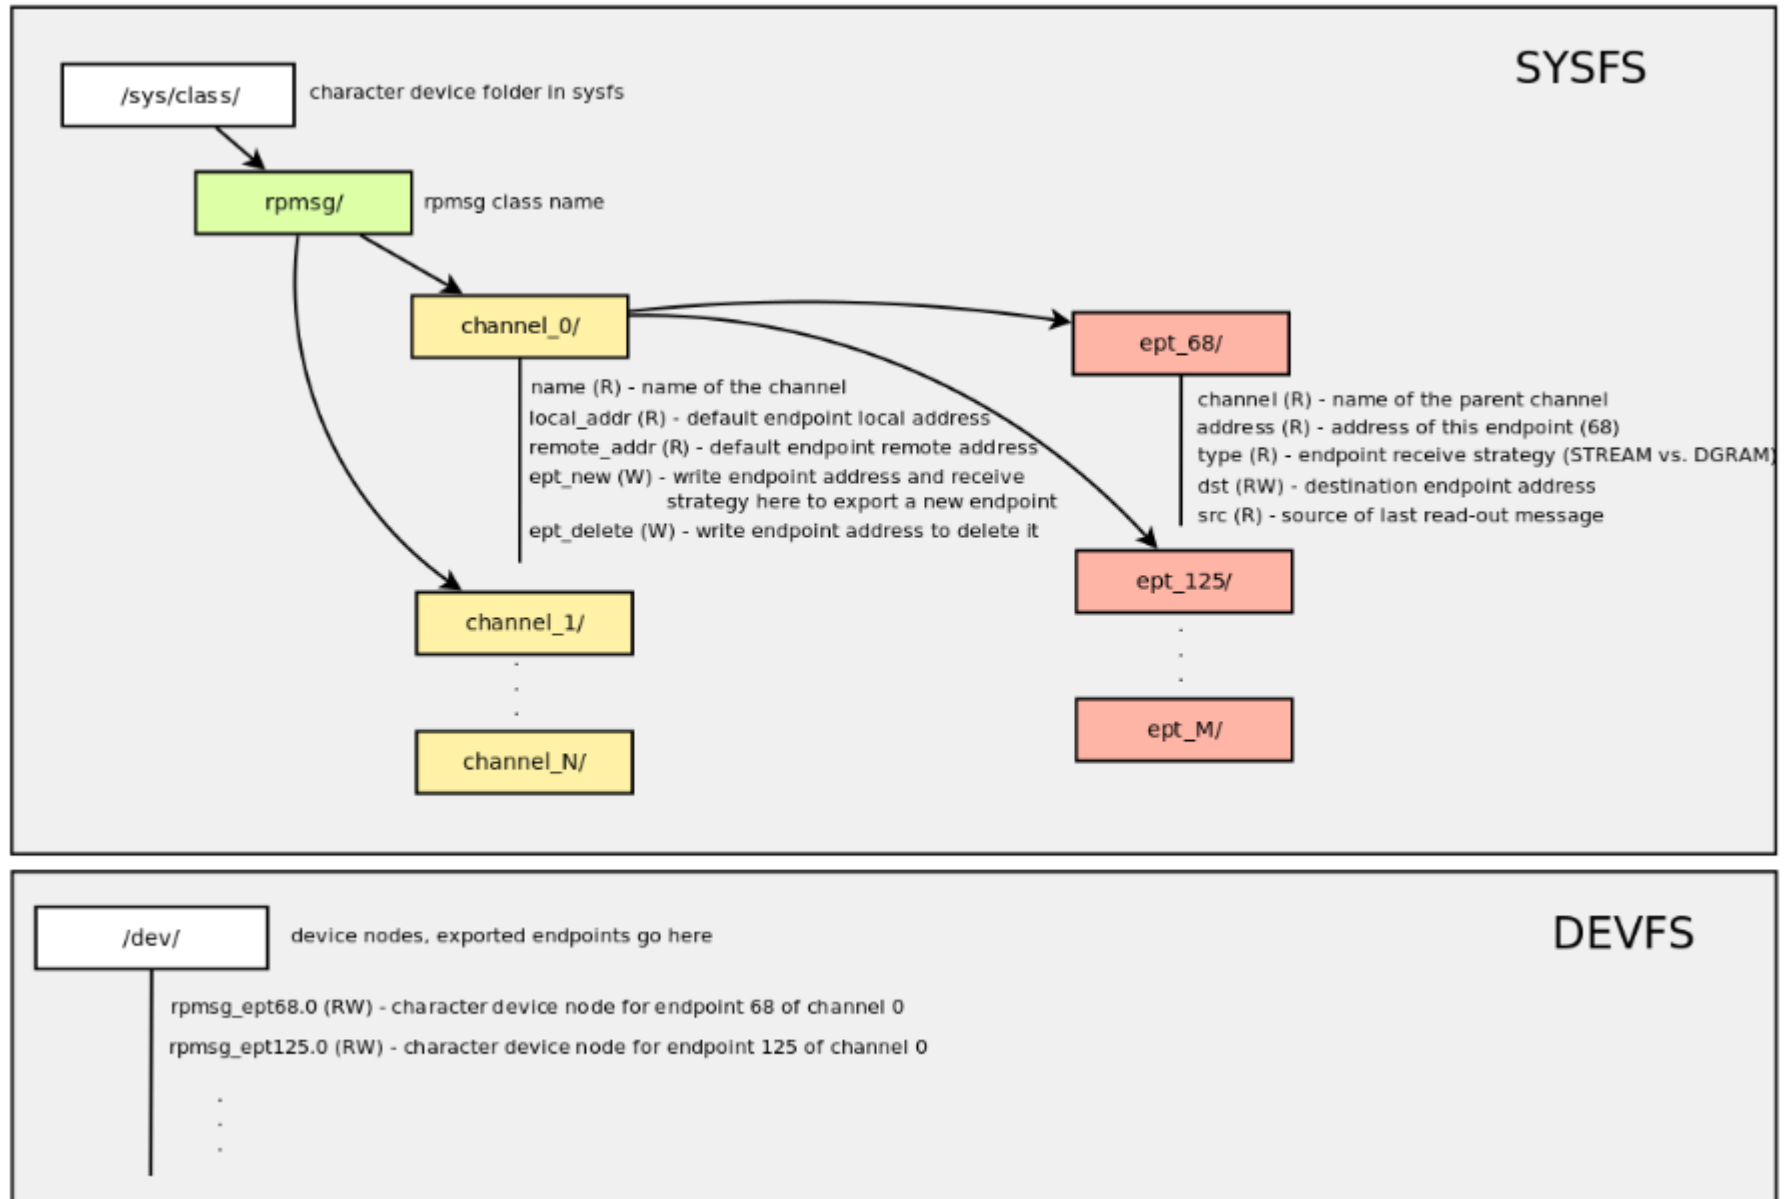 SYSFS
/sys/class/
character device folder in sysfs
rpmsg/
rpmsg class name
channel_0/
name (R) - name of the channel
local_addr (R) - default endpoint local address
remote_addr (R) - default endpoint remote address
ept_new (W) - write endpoint address and receive
strategy here to export a new endpoint
ept_delete (W) - write endpoint address to delete it
channel_1/
.
.
.
channel_N/
ept_68/
channel (R) - name of the parent channel
address (R) - address of this endpoint (68)
type (R) - endpoint receive strategy (STREAM vs. DGRAM)
dst (RW) - destination endpoint address
src (R) - source of last read-out message
ept_125/
.
.
.
ept_M/
DEVFS
/dev/
device nodes, exported endpoints go here
rpmsg_ept68.0 (RW) - character device node for endpoint 68 of channel 0
rpmsg_ept125.0 (RW) - character device node for endpoint 125 of channel 0
.
.
.